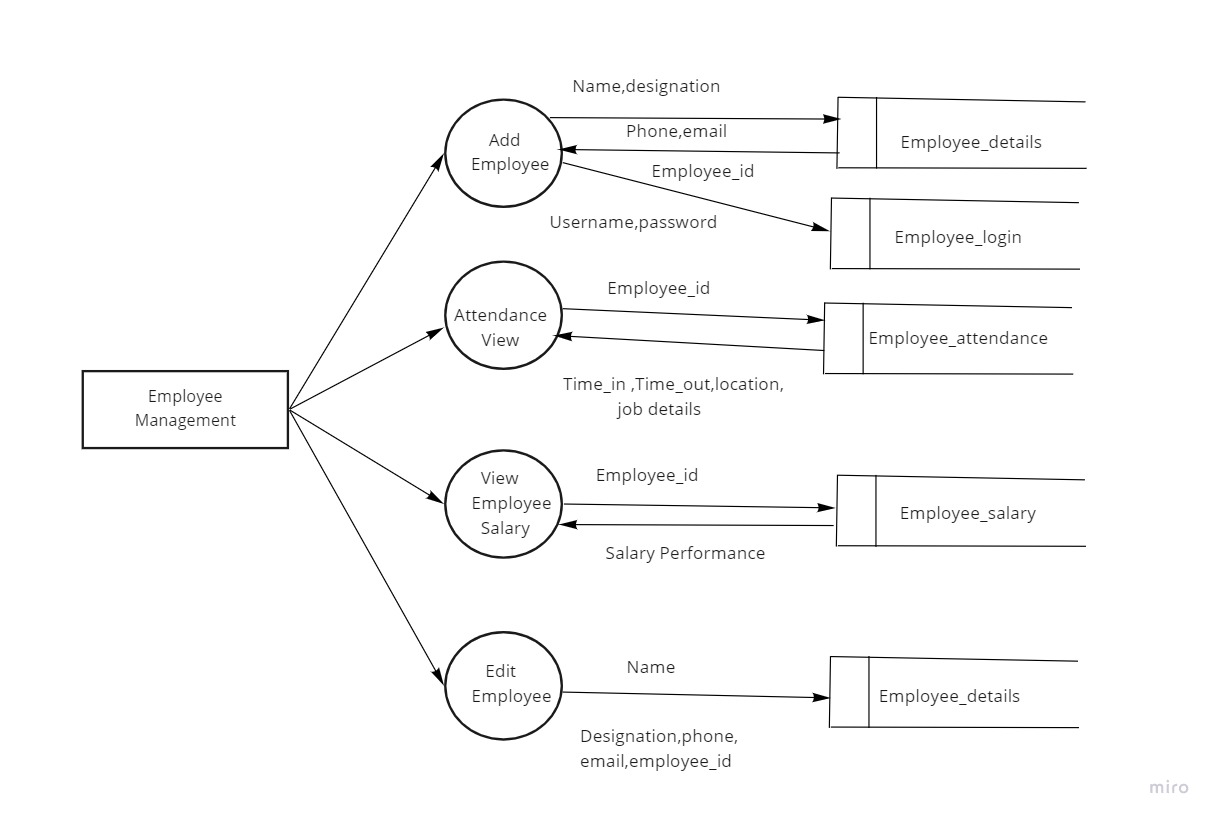 Name,designation
Add
Employee
Phone,email
Employee_details
Employee_id
Username,password
Employee_login
Employee_id
Attendance
View
Employee_attendance
Time_in ,Time_out,location,
job details
Employee
Management
View
Employee
Salary
Employee_id
Employee_salary
Salary Performance
Edit
Employee
Name
Employee_details
Designation,phone,
email,employee_id
miro